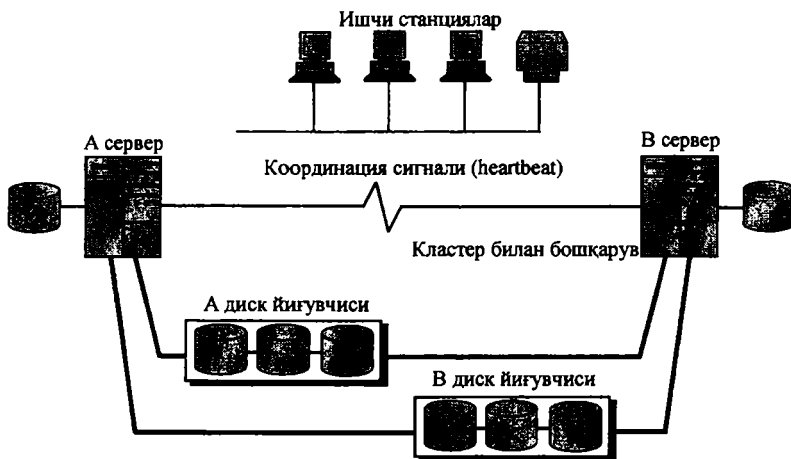 Ишчи станциялар
А сервер
В сервер
Координация сигнали (heartbeat)
Кластер билан бошқарув
А диск йиғувчиси
В диск йиғувчиси